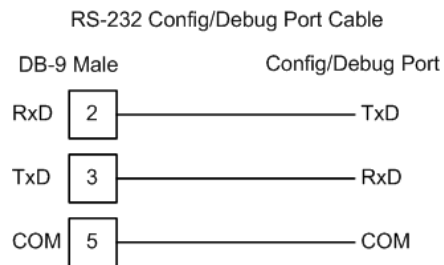 RS-232 Config/Debug Port Cable
DB-9 Male Config/Debug Port
RxD 2 TxD
TxD 3 RxD
COM 5 COM